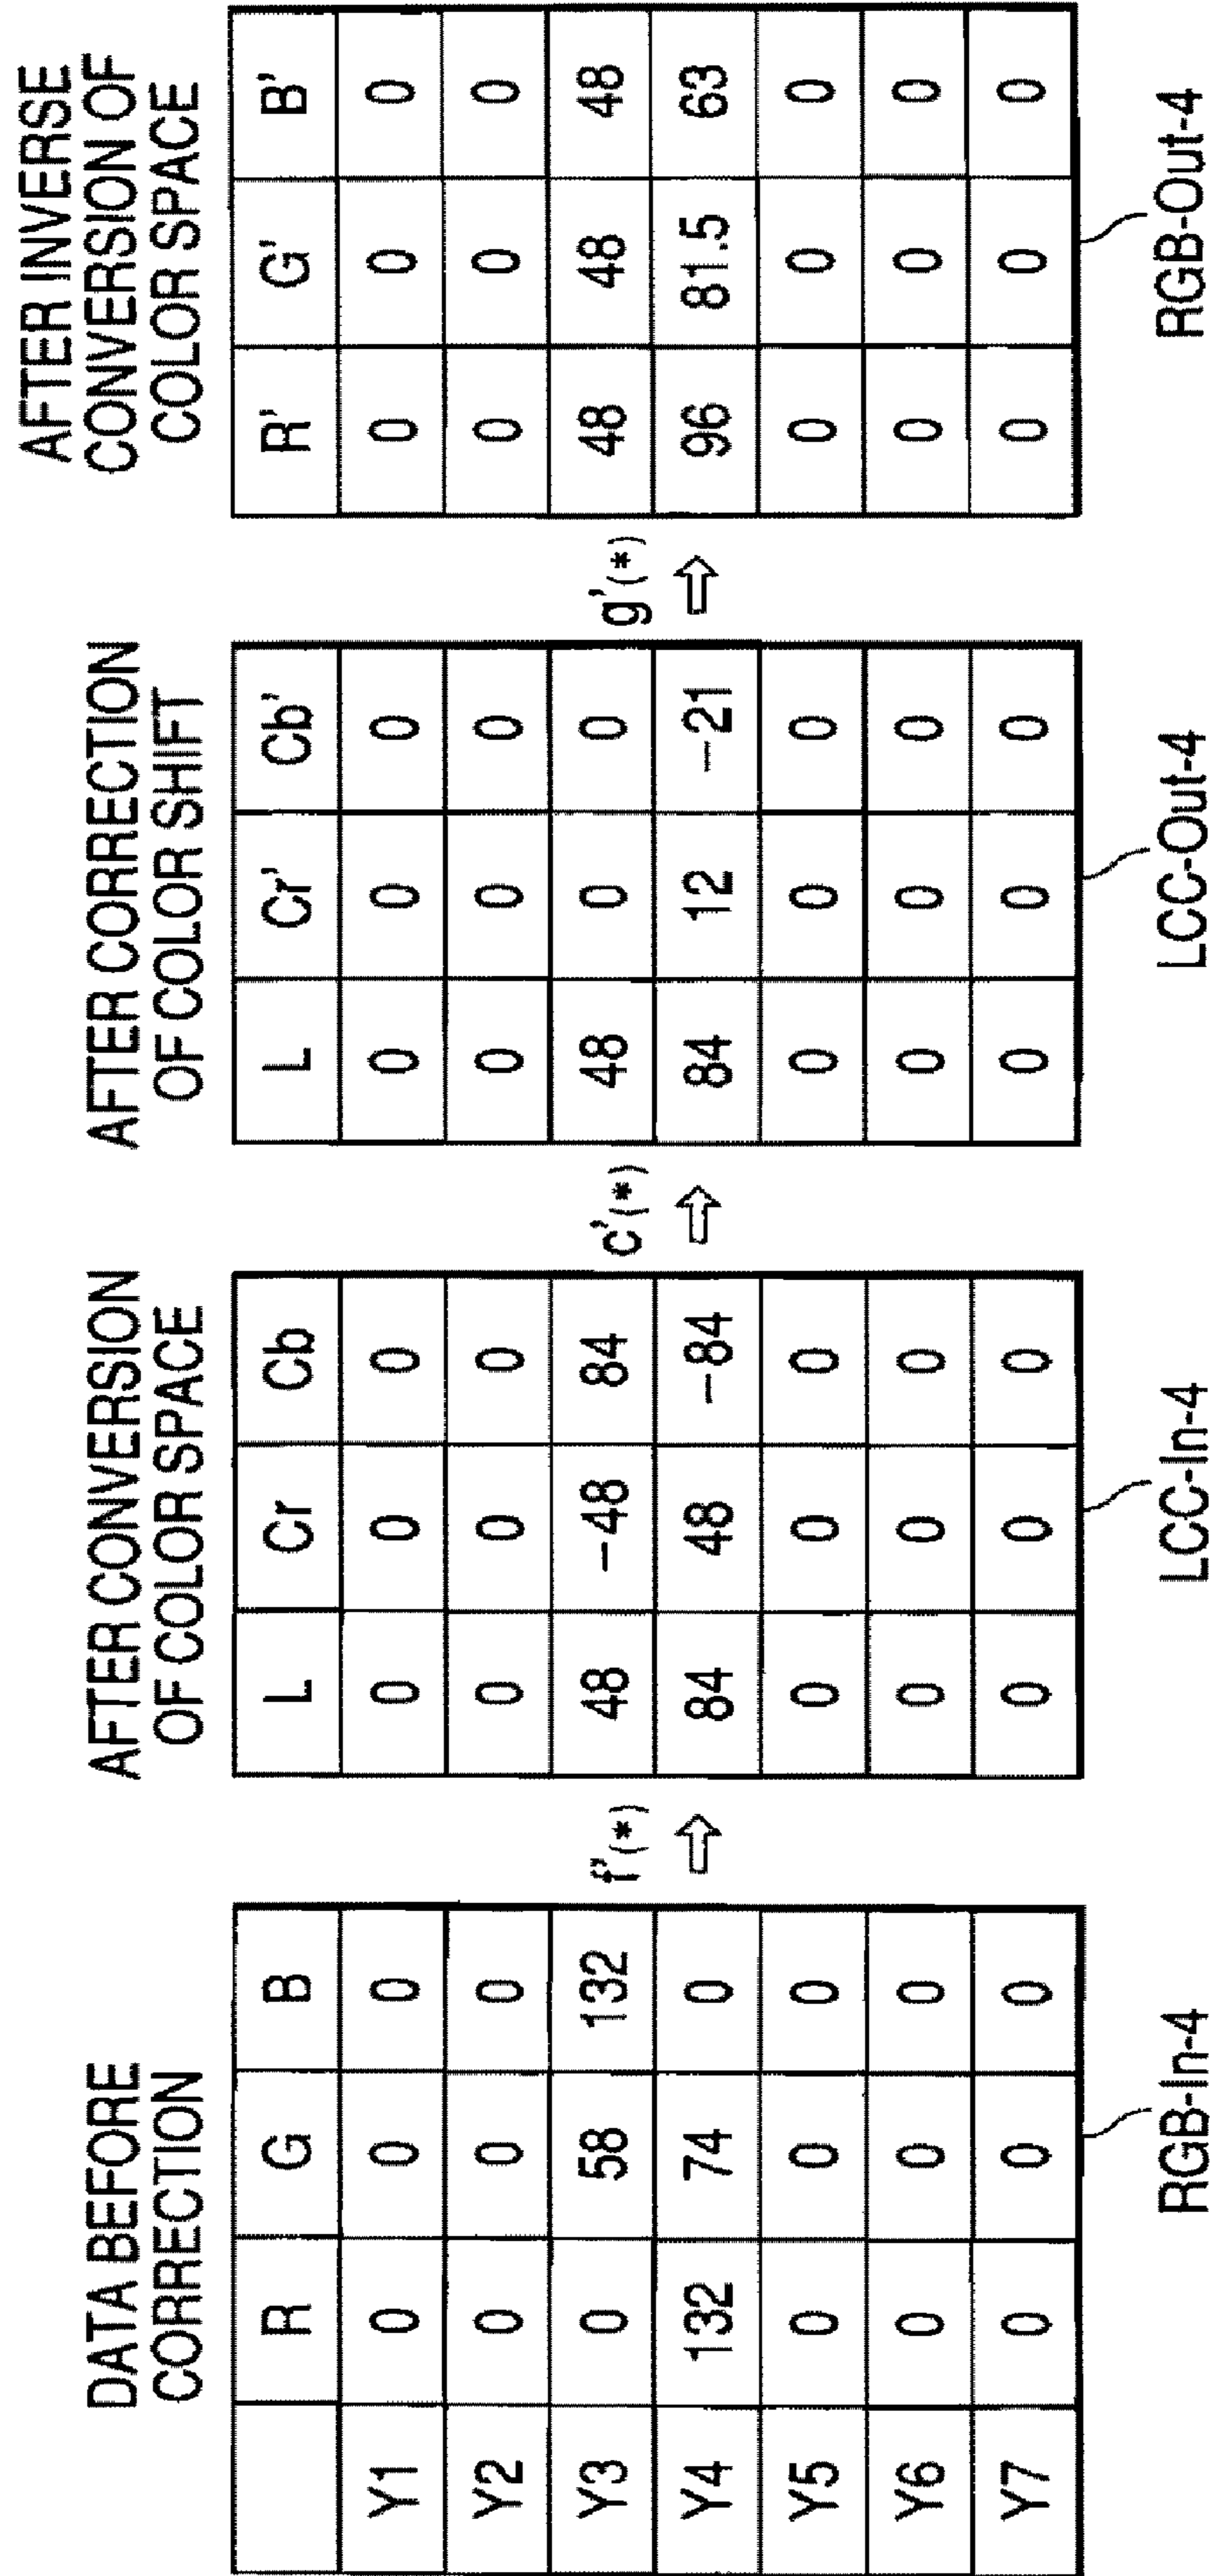 DATA BEFORE
CORRECTION
R G B
Y1 0 0 0
Y2 0 0 0
Y3 0 58 132
Y4 132 74 0
Y5 0 0 0
Y6 0 0 0
Y7 0 0 0
RGB-In-4
f'(*)
AFTER CONVERSION
OF COLOR SPACE
L Cr Cb
0 0 0
0 0 0
48 -48 84
84 48 -84
0 0 0
0 0 0
0 0 0
LCC-In-4
c'(*)
AFTER CORRECTION
OF COLOR SHIFT
L Cr' Cb'
0 0 0
0 0 0
48 0 0
84 12 -21
0 0 0
0 0 0
0 0 0
LCC-Out-4
g'(*)
AFTER INVERSE
CONVERSION OF
COLOR SPACE
R' G' B'
0 0 0
0 0 0
48 48 48
96 81.5 63
0 0 0
0 0 0
0 0 0
RGB-Out-4